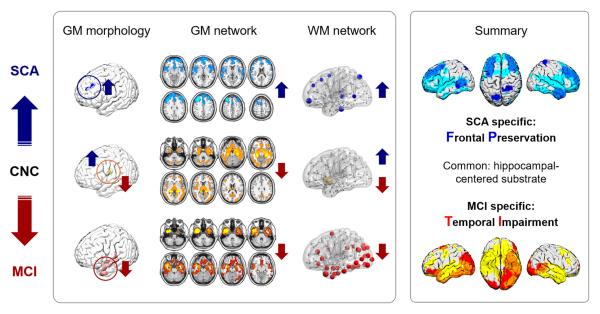 GM morphology
GM network
WM network
Summary
SCA
CNC
MCI
SCA specific:
Frontal Preservation
Common: hippocampal-
centered substrate
MCI specific:
Temporal Impairment